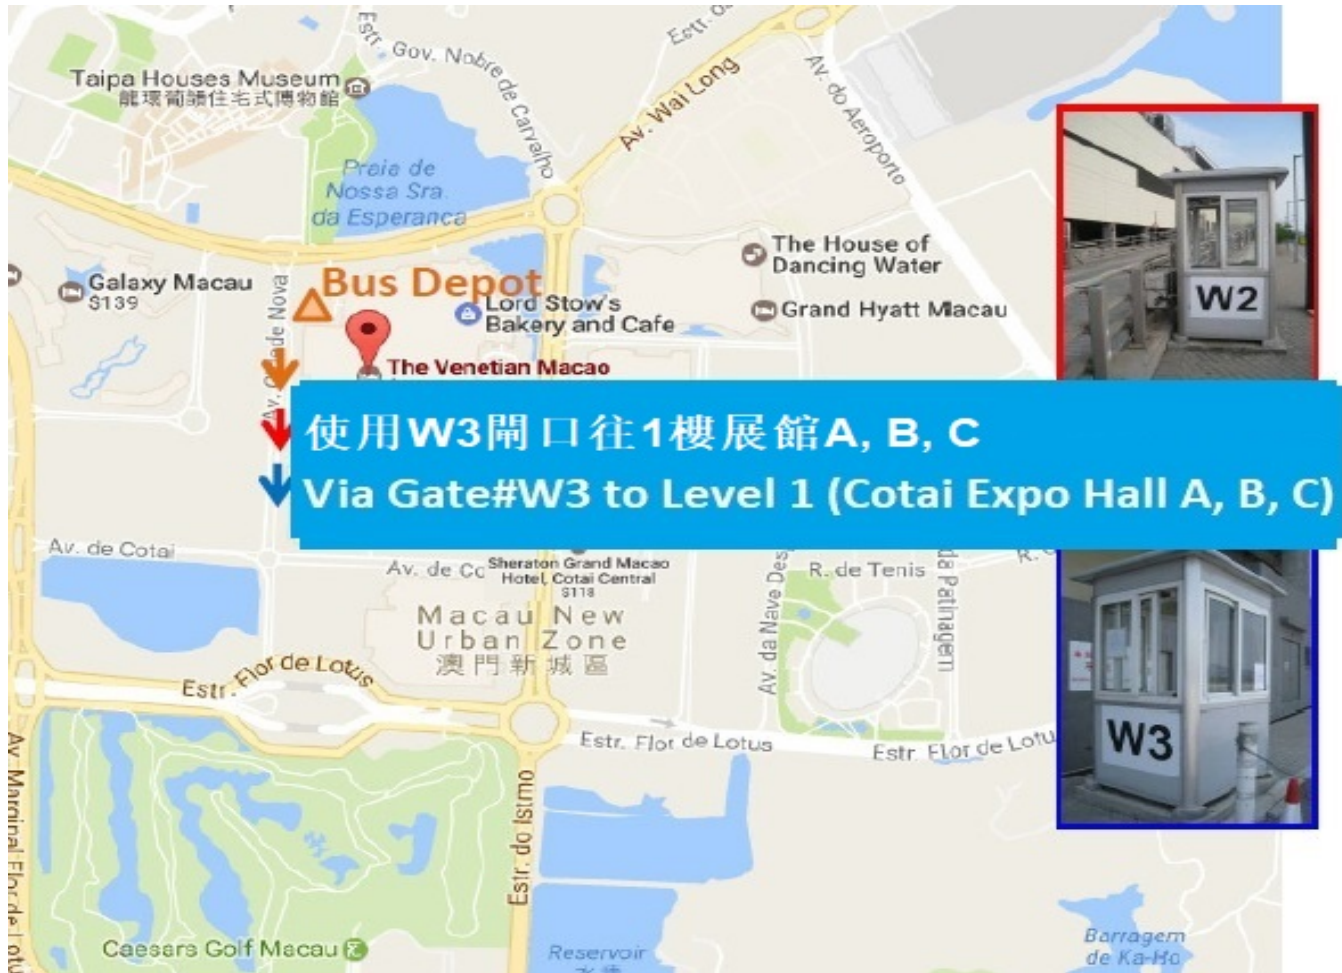 Estr. Gov. Nobre de Carvalho
Estr.
Taipa Houses Museum
龍環葡韻住宅式博物館
Av. Wai Long
Av. do Aeroporto
Praia de
Nossa Sra.
da Esperanca
The House of
Dancing Water
Galaxy Macau
$139
Bus Depot
Lord Stow's
Bakery and Cafe
Grand Hyatt Macau
W2
The Venetian Macao
使用W3閘口往1樓展館A, B, C
Via Gate#W3 to Level 1 (Cotai Expo Hall A, B, C)
Av. de Cotai
Av. de Co
Sheraton Grand Macao
Hotel, Cotai Central
$118
R. de Tenis
Macau New
Urban Zone
澳門新城區
Av. da Nave Des
da Patinagem
Estr. Flor de Lotus
W3
Estr. Flor de Lotus
Estr. Flor de Lotu
Av. Marginal Flor de Lotu
Estr. do Istmo
Caesars Golf Macau
Reservoir
Barragem
de Ka-Ho